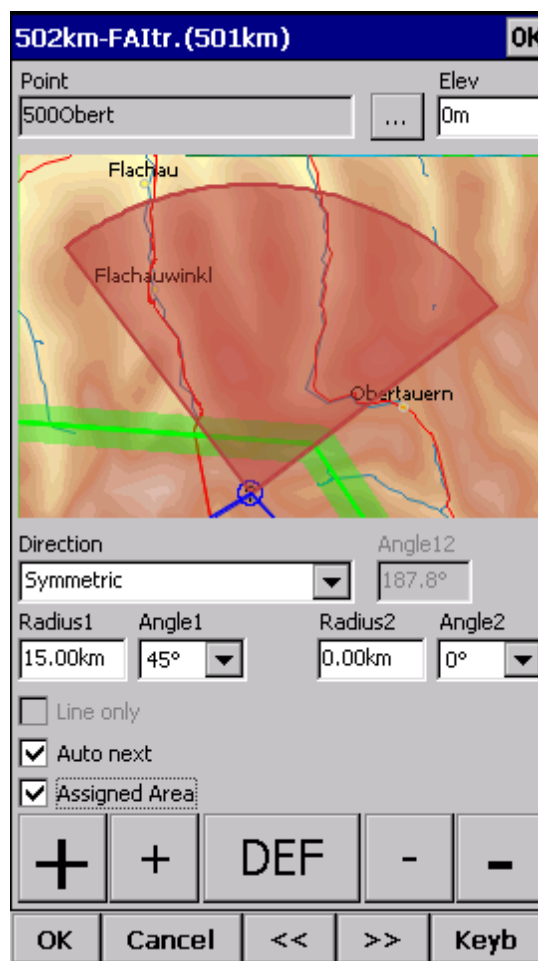 502km-FAItr.(501km) OK
Point Elev
500Obert ... 0m
Flachau
Flachauwinkl
Obertauern
Direction Angle12
Symmetric 187.8°
Radius1 Angle1 Radius2 Angle2
15.00km 45° 0.00km 0°
Line only
Auto next
Assigned Area
+ + DEF - -
OK Cancel << >> Keyb